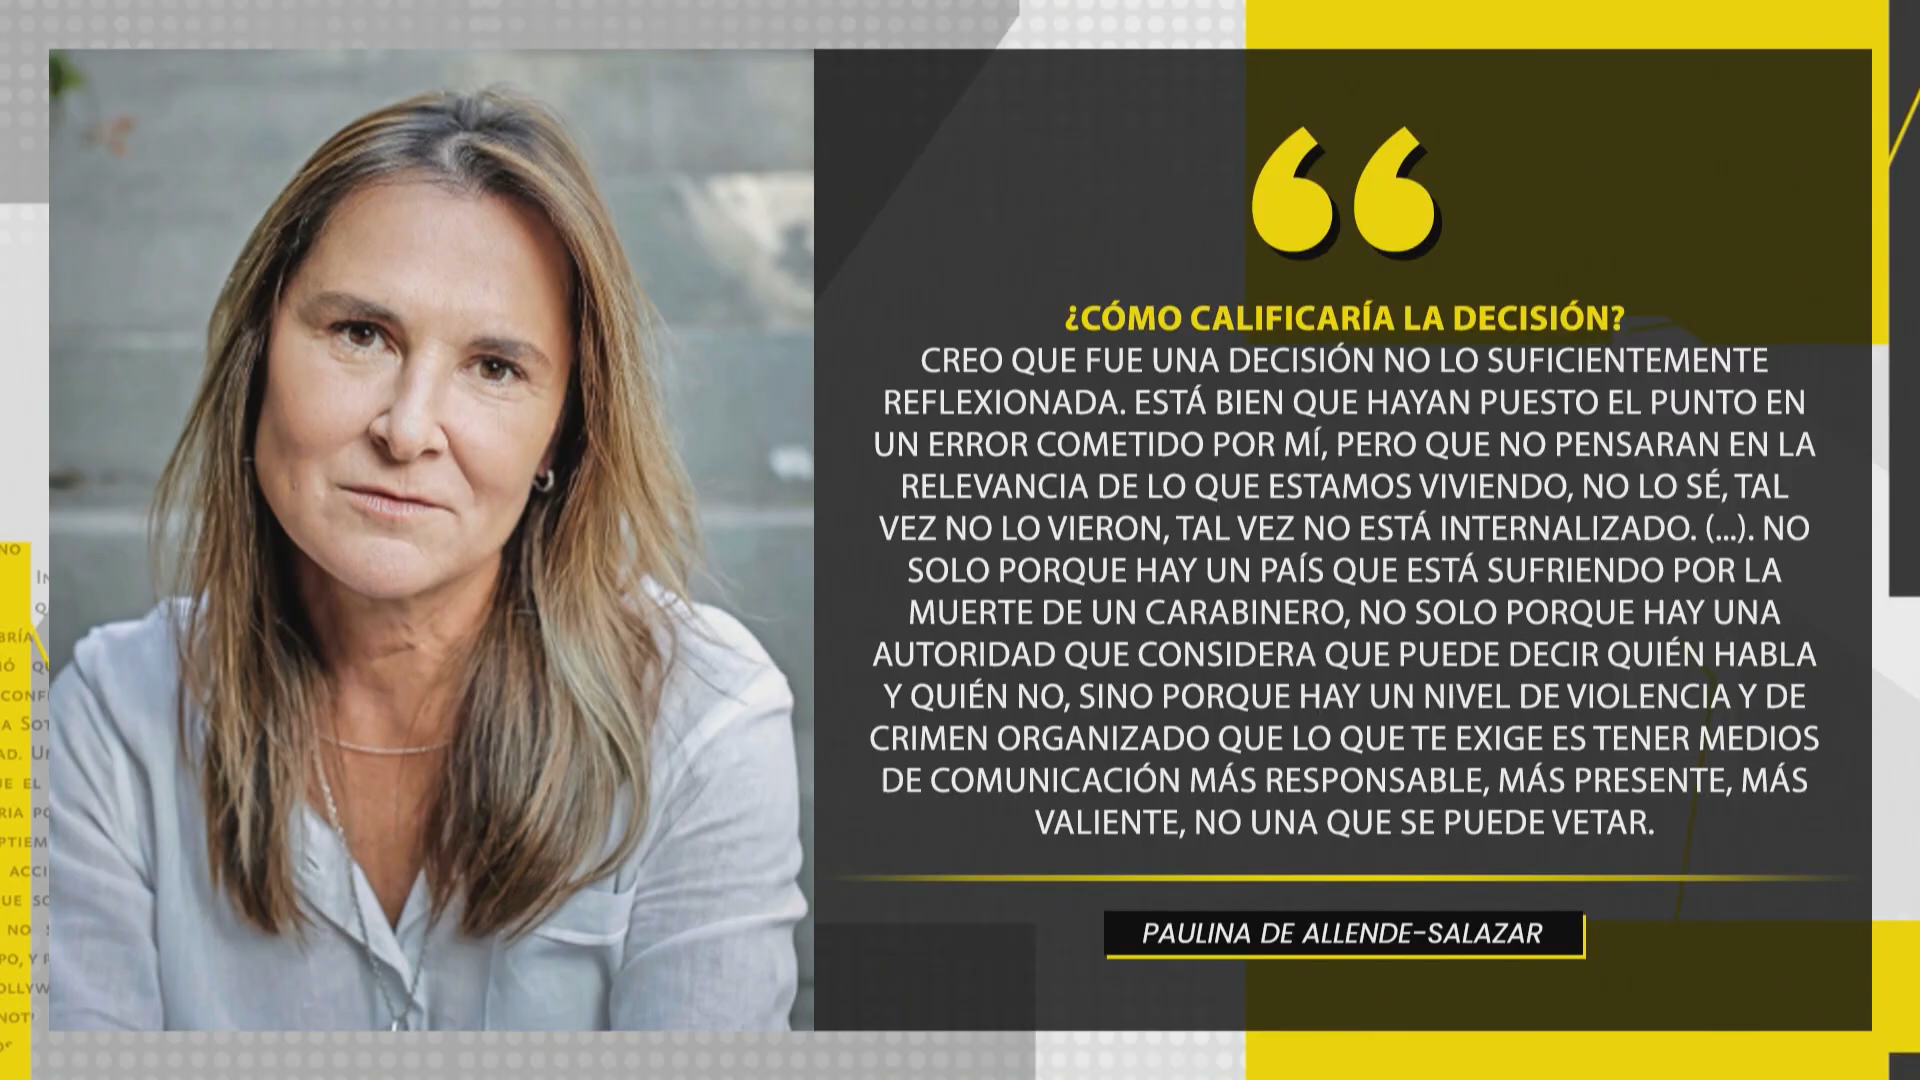 ¿CÓMO CALIFICARÍA LA DECISIÓN?
CREO QUE FUE UNA DECISIÓN NO LO SUFICIENTEMENTE
REFLEXIONADA. ESTÁ BIEN QUE HAYAN PUESTO EL PUNTO EN
UN ERROR COMETIDO POR MÍ, PERO QUE NO PENSARAN EN LA
RELEVANCIA DE LO QUE ESTAMOS VIVIENDO, NO LO SÉ, TAL
VEZ NO LO VIERON, TAL VEZ NO ESTÁ INTERNALIZADO. (...). NO
SOLO PORQUE HAY UN PAÍS QUE ESTÁ SUFRIENDO POR LA
MUERTE DE UN CARABINERO, NO SOLO PORQUE HAY UNA
AUTORIDAD QUE CONSIDERA QUE PUEDE DECIR QUIÉN HABLA
Y QUIÉN NO, SINO PORQUE HAY UN NIVEL DE VIOLENCIA Y DE
CRIMEN ORGANIZADO QUE LO QUE TE EXIGE ES TENER MEDIOS
DE COMUNICACIÓN MÁS RESPONSABLE, MÁS PRESENTE, MÁS
VALIENTE, NO UNA QUE SE PUEDE VETAR.
PAULINA DE ALLENDE-SALAZAR